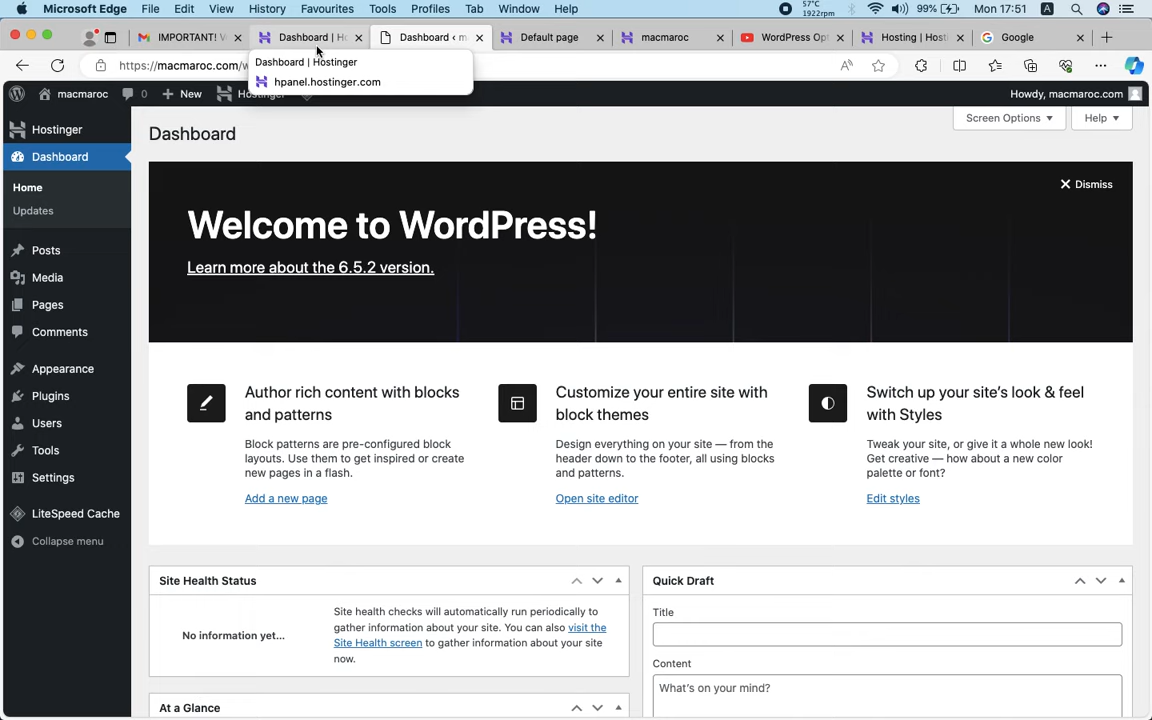 Microsoft Edge File Edit View History Favourites Tools Profiles Tab Window Help
57°C
1922rpm
99% Mon 17:51 A
IMPORTANT! V
Dashboard | Ho
Dashboard ‹ m
Default page
macmaroc
WordPress Opt
Hosting | Hosti
Google
https://macmaroc.com/w
Dashboard | Hostinger
hpanel.hostinger.com
macmaroc 0 New Hostinger
Howdy, macmaroc.com
Hostinger
Dashboard
Home
Updates
Posts
Media
Pages
Comments
Appearance
Plugins
Users
Tools
Settings
LiteSpeed Cache
Collapse menu
Dashboard
Screen Options ▼
Help ▼
Dismiss
Welcome to WordPress!
Learn more about the 6.5.2 version.
Author rich content with blocks
and patterns
Block patterns are pre-configured block
layouts. Use them to get inspired or create
new pages in a flash.
Add a new page
Customize your entire site with
block themes
Design everything on your site — from the
header down to the footer, all using blocks
and patterns.
Open site editor
Switch up your site's look & feel
with Styles
Tweak your site, or give it a whole new look!
Get creative — how about a new color
palette or font?
Edit styles
Site Health Status
No information yet...
Site health checks will automatically run periodically to
gather information about your site. You can also visit the
Site Health screen to gather information about your site
now.
At a Glance
Quick Draft
Title
Content
What's on your mind?